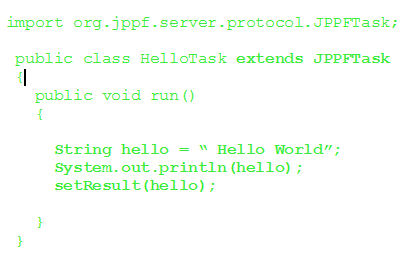 import org.jppf.server.protocol.JPPFTask;
public class HelloTask extends JPPFTask
{
public void run()
{
String hello = “ Hello World”;
System.out.println(hello);
setResult(hello);
}
}